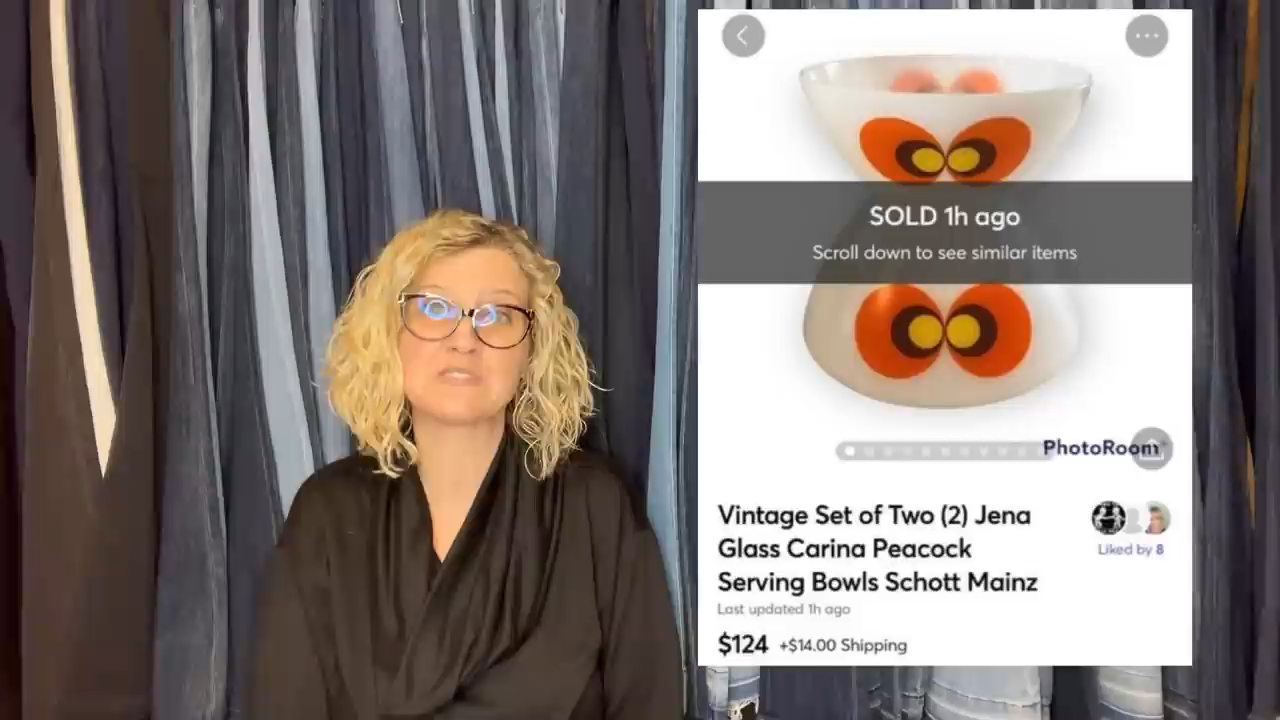 SOLD 1h ago
Scroll down to see similar items
PhotoRoom
Vintage Set of Two (2) Jena
Glass Carina Peacock
Serving Bowls Schott Mainz
Liked by 8
Last updated 1h ago
$124 +$14.00 Shipping